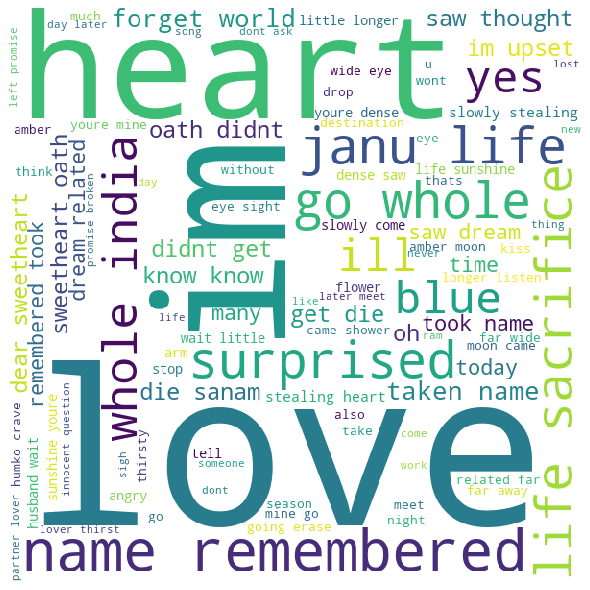 much
day later
forget world
little longer
saw thought
song
dont ask
left promise
heart
im upset
wide eye
u
lost
yes
drop
wont
youre dense
slowly stealing
amber
youre mine
oath didnt
destination
new
janu life
eye
think
day
without
dense saw
life sunshine
thats
eye sight
go whole
kiss
sweetheart oath
dream related
promise broken
whole india
im
slowly come
saw dream
thing
didnt get
ill
amber moon
never
longer listen
flower
know know
time
life sacrifice
dear sweetheart
remembered took
life
many
like
later meet
get die
blue
oh
took name
ram
came shower
wait little
far wide
arm
stop
surprised
moon came
today
die sanam
stealing heart
taken name
love
also
take
come
partner lover
humko crave
husband wait
sunshine youre
innocent question
thirsty
sigh
tell
someone
work
related far
far away
angry
dont
season
meet
go
mine go
night
going erase
lover thirst
name remembered